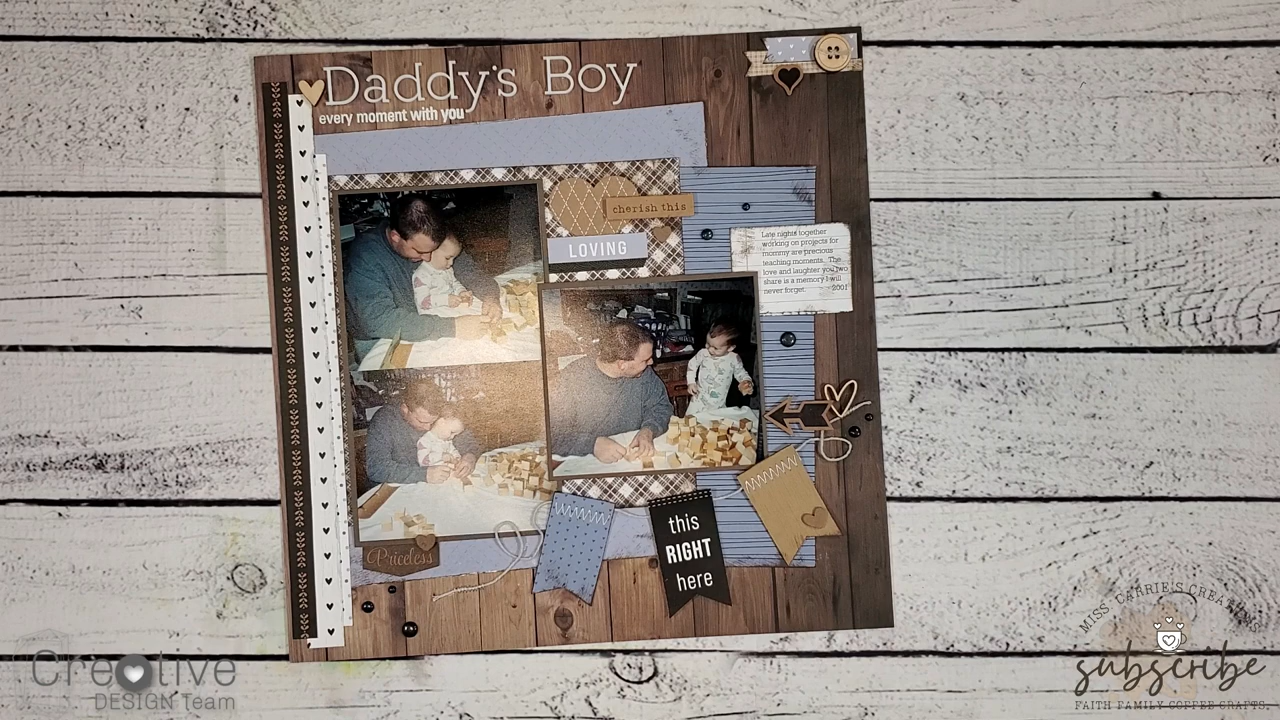 Daddy's Boy
every moment with you
cherish this
LOVING
Late nights together
working on projects for
mommy are precious
teaching moments. The
love and laughter you two
share is a memory I will
never forget. ~2001
Priceless
this
RIGHT
here
Creative
DESIGN Team
MISS CARRIE'S CREATIONS
subscribe
FAITH FAMILY COFFEE CRAFTS